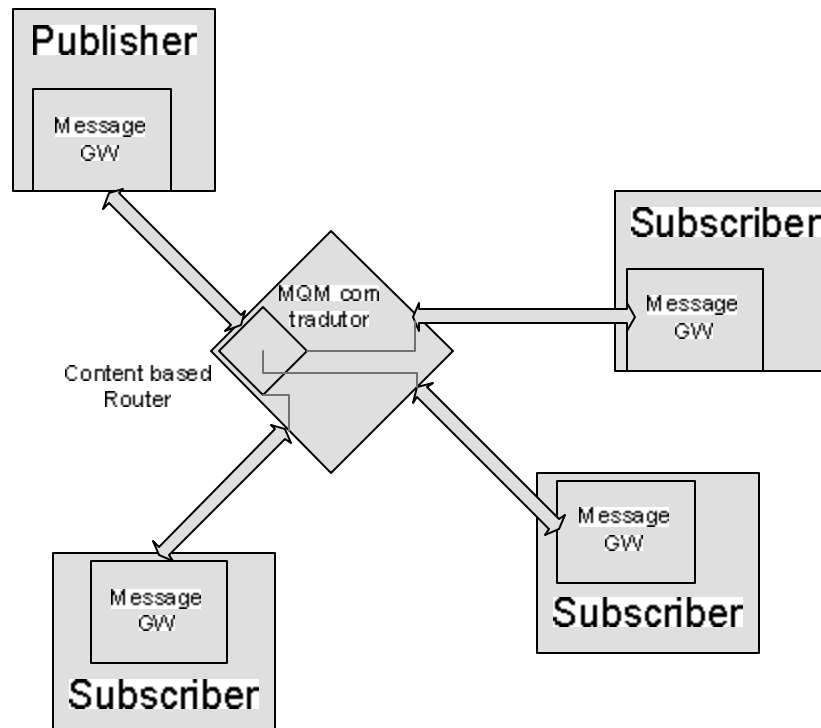 Publisher
Message
GW
Subscriber
Message
GW
MQM com
tradutor
Content based
Router
Message
GW
Subscriber
Message
GW
Subscriber